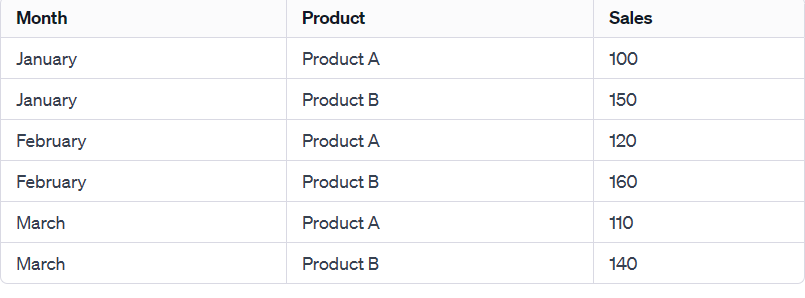 Month Product Sales
January Product A 100
January Product B 150
February Product A 120
February Product B 160
March Product A 110
March Product B 140